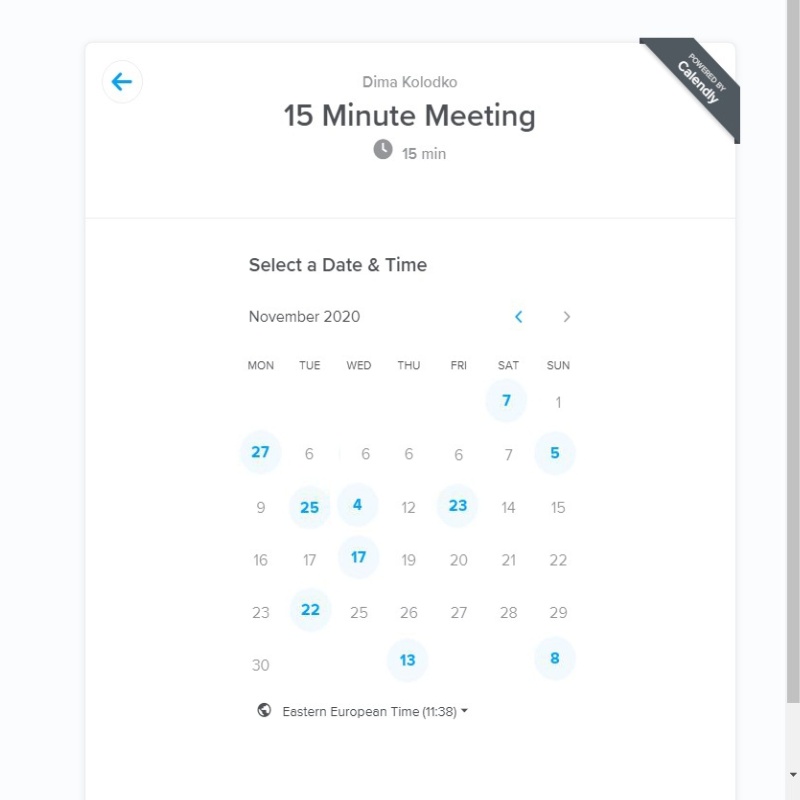 POWERED BY
Calendly
Dima Kolodko
15 Minute Meeting
15 min
Select a Date & Time
November 2020
MON TUE WED THU FRI SAT SUN
7 1
27 6 6 6 6 7 5
9 25 4 12 23 14 15
16 17 17 19 20 21 22
23 22 25 26 27 28 29
30 13 8
Eastern European Time (11:38)